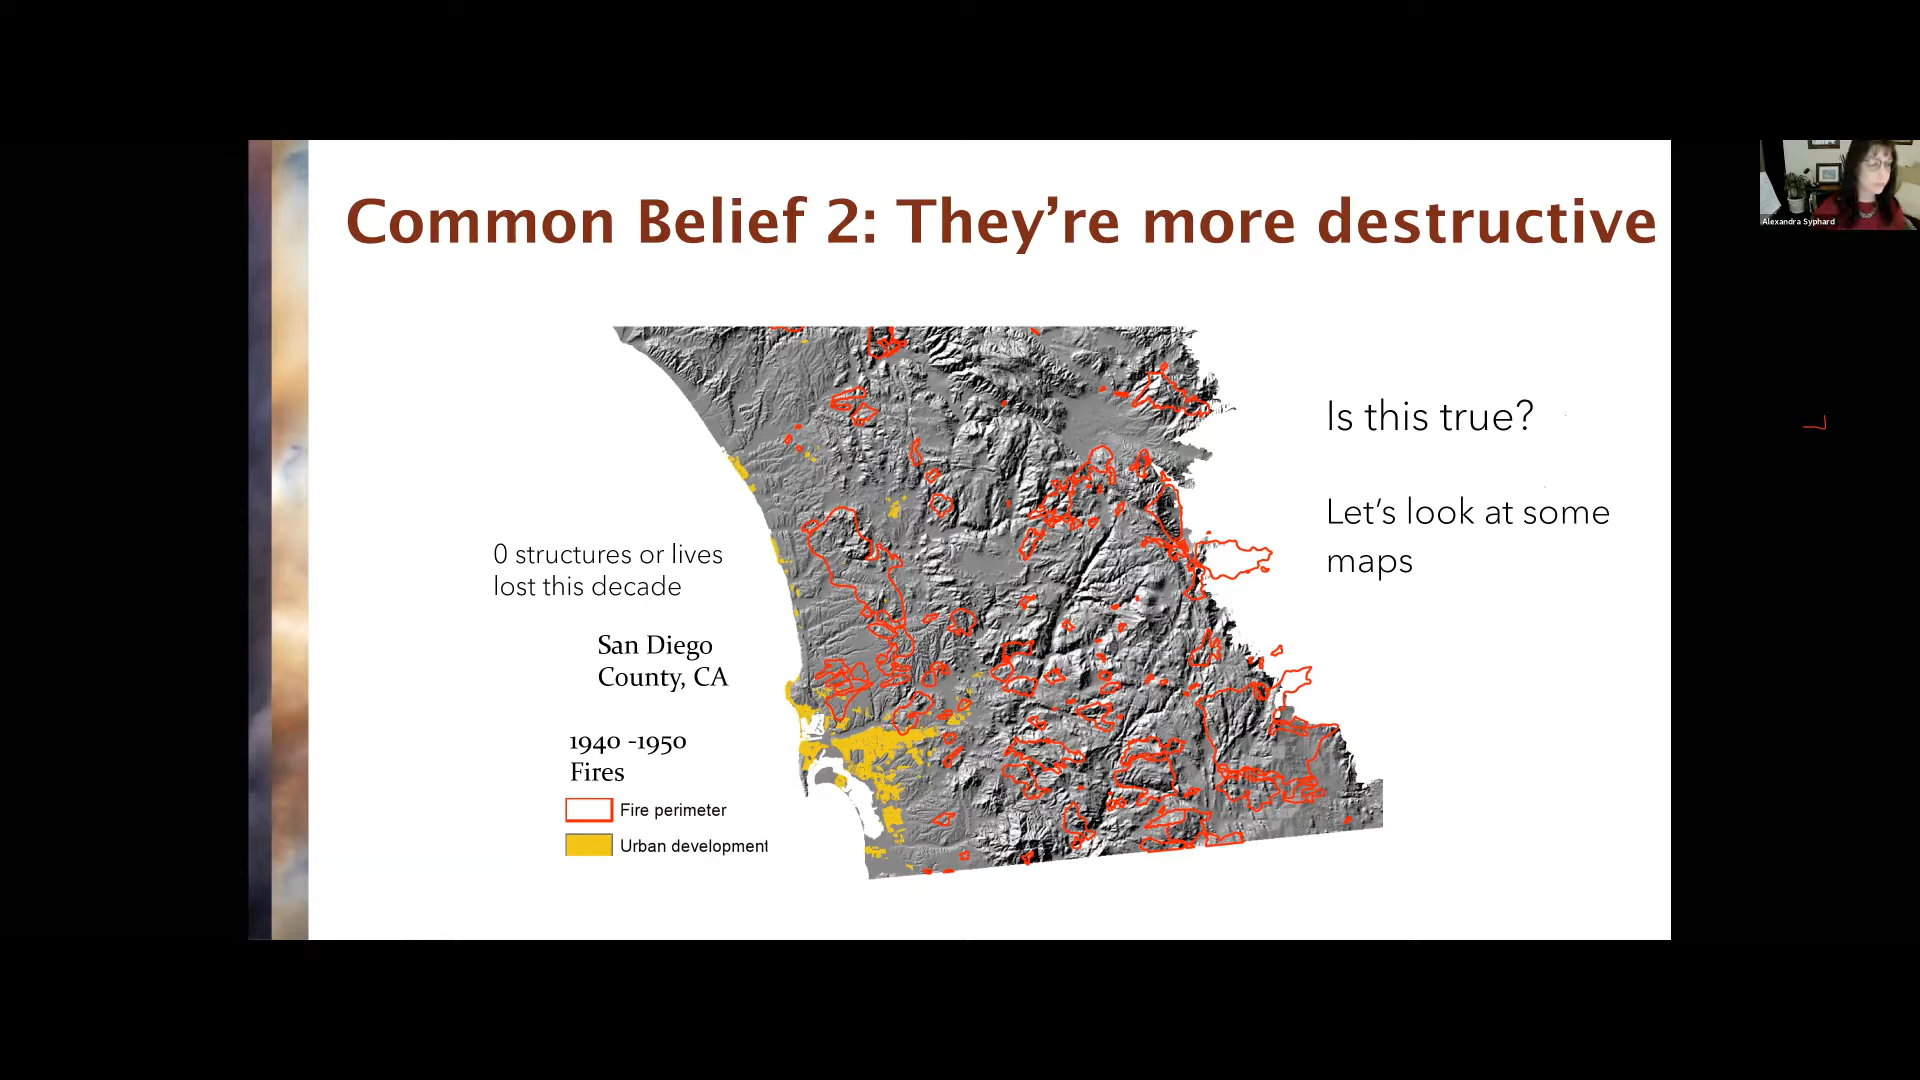 Common Belief 2: They’re more destructive
Alexandra Syphard
Is this true?
Let’s look at some
maps
0 structures or lives
lost this decade
San Diego
County, CA
1940 -1950
Fires
Fire perimeter
Urban development